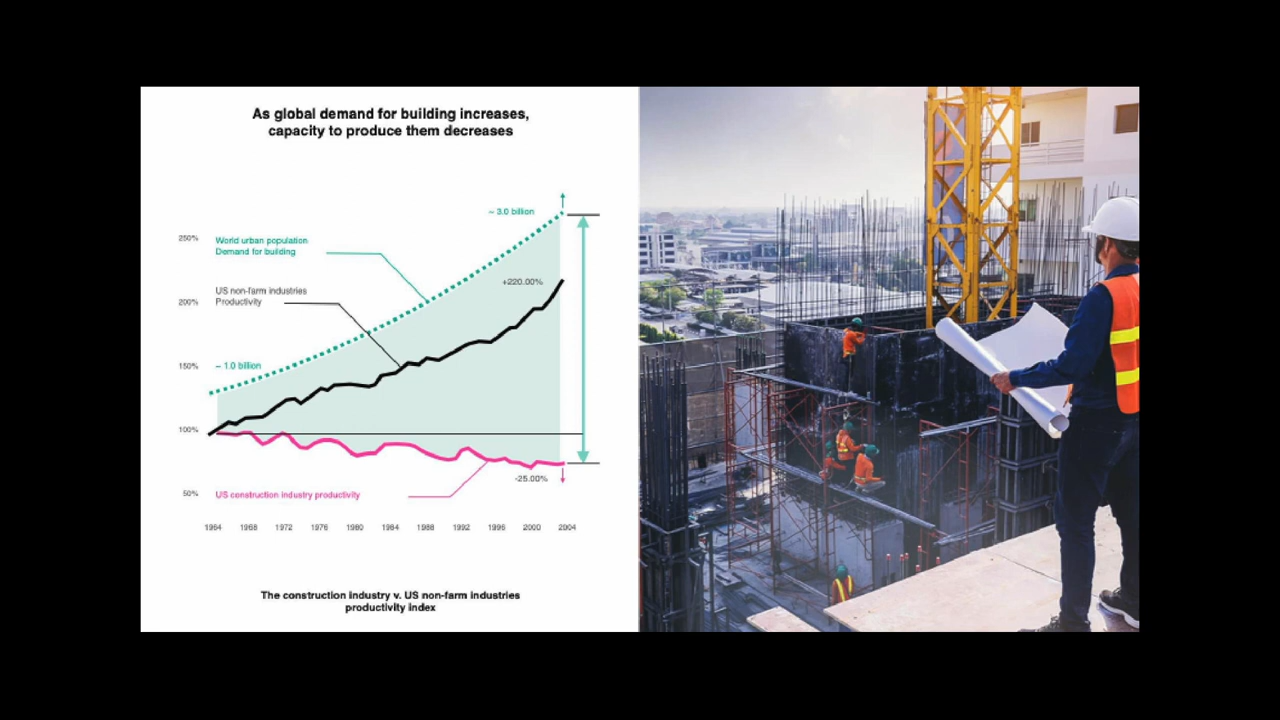 As global demand for building increases,
capacity to produce them decreases
~ 3.0 billion
250%
World urban population
Demand for building
+220.00%
US non-farm industries
Productivity
200%
~ 1.0 billion
150%
100%
-25.00%
50%
US construction industry productivity
1964 1968 1972 1976 1980 1984 1988 1992 1996 2000 2004
The construction industry v. US non-farm industries
productivity index